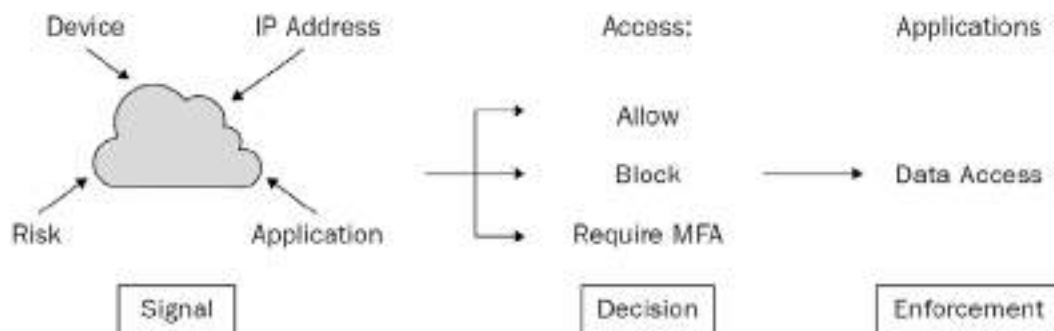 Device
IP Address
Access:
Applications
Allow
Block
Data Access
Risk
Application
Require MFA
Signal
Decision
Enforcement